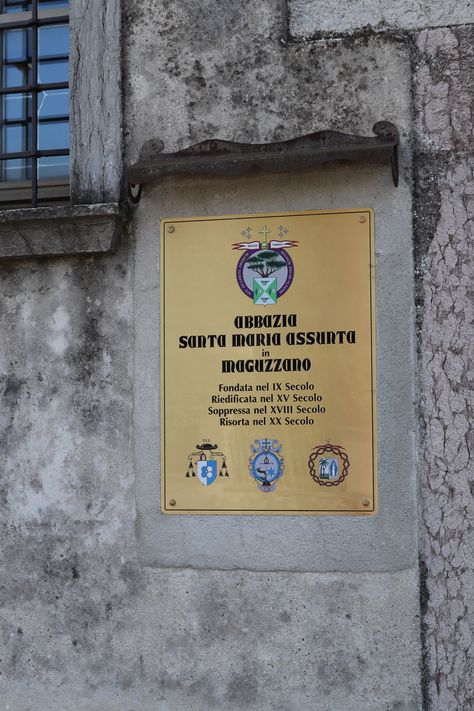 ABBAZIA
SANTA MARIA ASSUNTA
in
MAGUZZANO
Fondata nel IX Secolo
Riedificata nel XV Secolo
Soppressa nel XVIII Secolo
Risorta nel XX Secolo